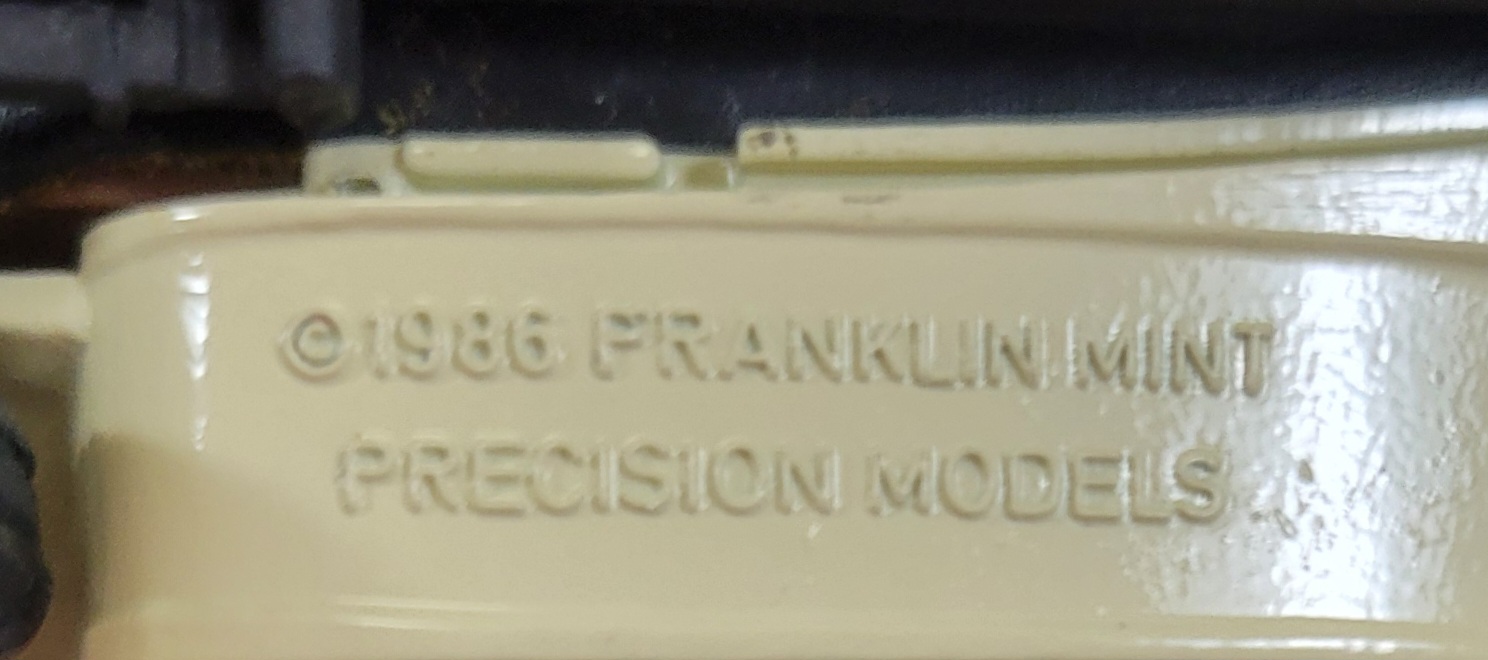 ©1986 FRANKLIN MINT
PRECISION MODELS